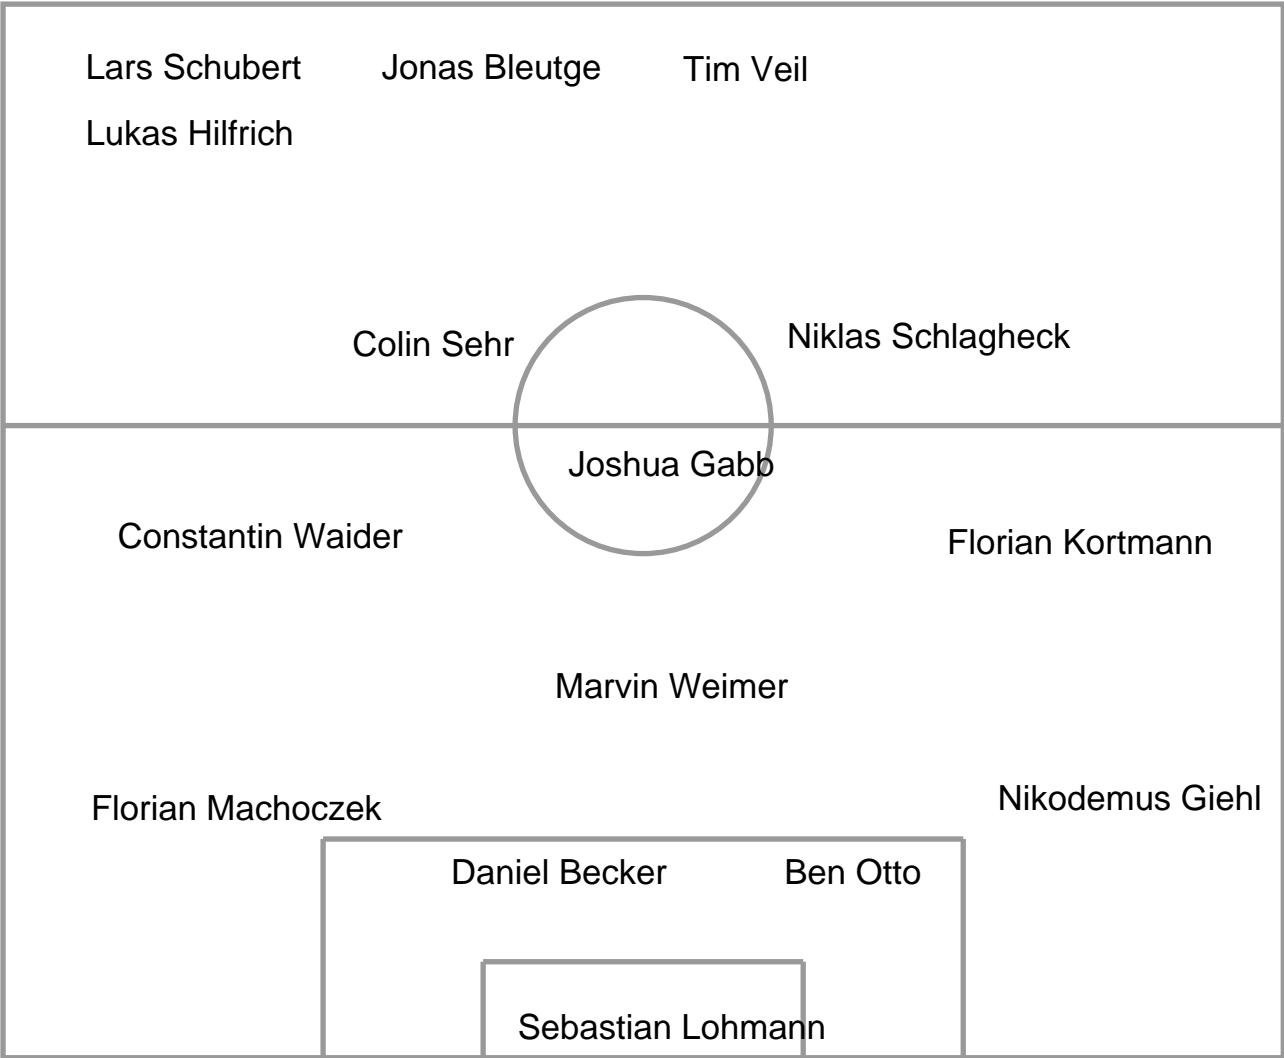 Lars Schubert Jonas Bleutge Tim Veil
Lukas Hilfrich
Colin Sehr Niklas Schlagheck
Joshua Gabb
Constantin Waider Florian Kortmann
Marvin Weimer
Florian Machoczek Nikodemus Giehl
Daniel Becker Ben Otto
Sebastian Lohmann